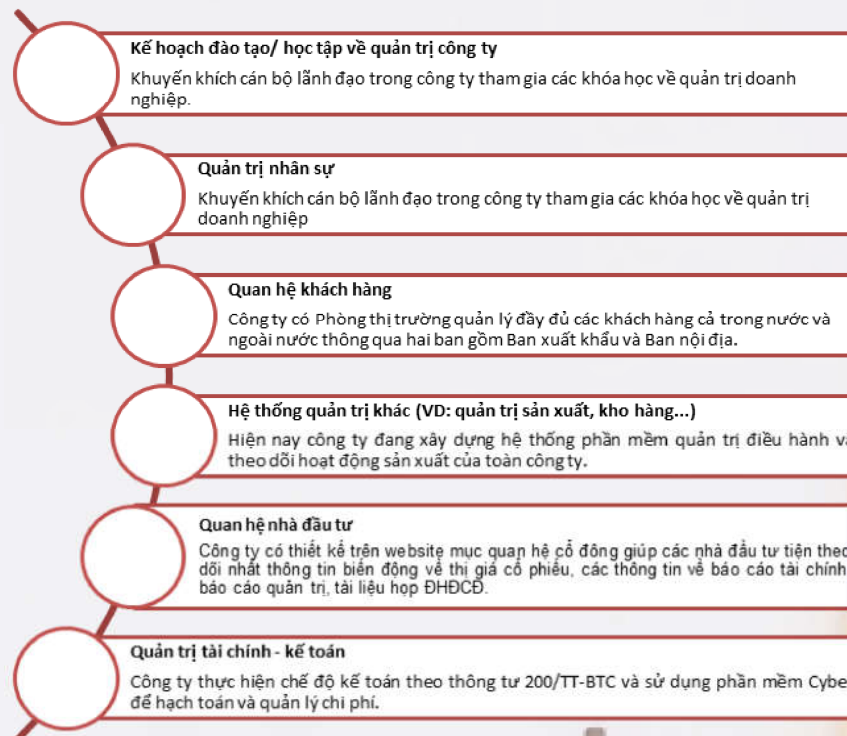 Kế hoạch đào tạo/ học tập về quản trị công ty
Khuyến khích cán bộ lãnh đạo trong công ty tham gia các khóa học về quản trị doanh
nghiệp.
Quản trị nhân sự
Khuyến khích cán bộ lãnh đạo trong công ty tham gia các khóa học về quản trị
doanh nghiệp
Quan hệ khách hàng
Công ty có Phòng thị trường quản lý đầy đủ các khách hàng cả trong nước và
ngoài nước thông qua hai ban gồm Ban xuất khẩu và Ban nội địa.
Hệ thống quản trị khác (VD: quản trị sản xuất, kho hàng...)
Hiện nay công ty đang xây dựng hệ thống phần mềm quản trị điều hành và
theo dõi hoạt động sản xuất của toàn công ty.
Quan hệ nhà đầu tư
Công ty có thiết kế trên website mục quan hệ cổ đông giúp các nhà đầu tư tiện theo
dõi nhất thông tin biến động về thị giá cổ phiếu, các thông tin về báo cáo tài chính
báo cáo quản trị, tài liệu họp ĐHĐCĐ.
Quản trị tài chính - kế toán
Công ty thực hiện chế độ kế toán theo thông tư 200/TT-BTC và sử dụng phần mềm Cybe
để hạch toán và quản lý chi phí.